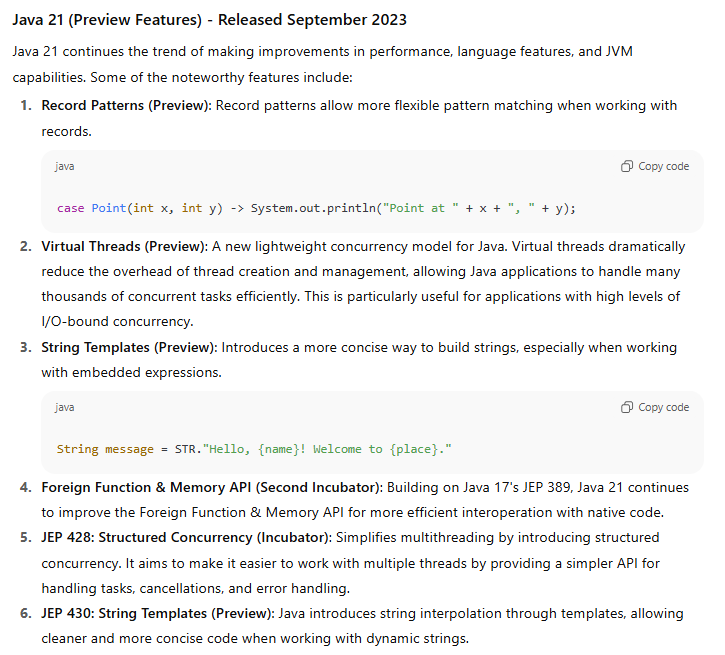 Java 21 (Preview Features) - Released September 2023
Java 21 continues the trend of making improvements in performance, language features, and JVM
capabilities. Some of the noteworthy features include:
1. Record Patterns (Preview): Record patterns allow more flexible pattern matching when working with
records.
java Copy code
case Point(int x, int y) -> System.out.println("Point at " + x + ", " + y);
2. Virtual Threads (Preview): A new lightweight concurrency model for Java. Virtual threads dramatically
reduce the overhead of thread creation and management, allowing Java applications to handle many
thousands of concurrent tasks efficiently. This is particularly useful for applications with high levels of
I/O-bound concurrency.
3. String Templates (Preview): Introduces a more concise way to build strings, especially when working
with embedded expressions.
java Copy code
String message = STR."Hello, {name}! Welcome to {place}."
4. Foreign Function & Memory API (Second Incubator): Building on Java 17's JEP 389, Java 21 continues
to improve the Foreign Function & Memory API for more efficient interoperation with native code.
5. JEP 428: Structured Concurrency (Incubator): Simplifies multithreading by introducing structured
concurrency. It aims to make it easier to work with multiple threads by providing a simpler API for
handling tasks, cancellations, and error handling.
6. JEP 430: String Templates (Preview): Java introduces string interpolation through templates, allowing
cleaner and more concise code when working with dynamic strings.